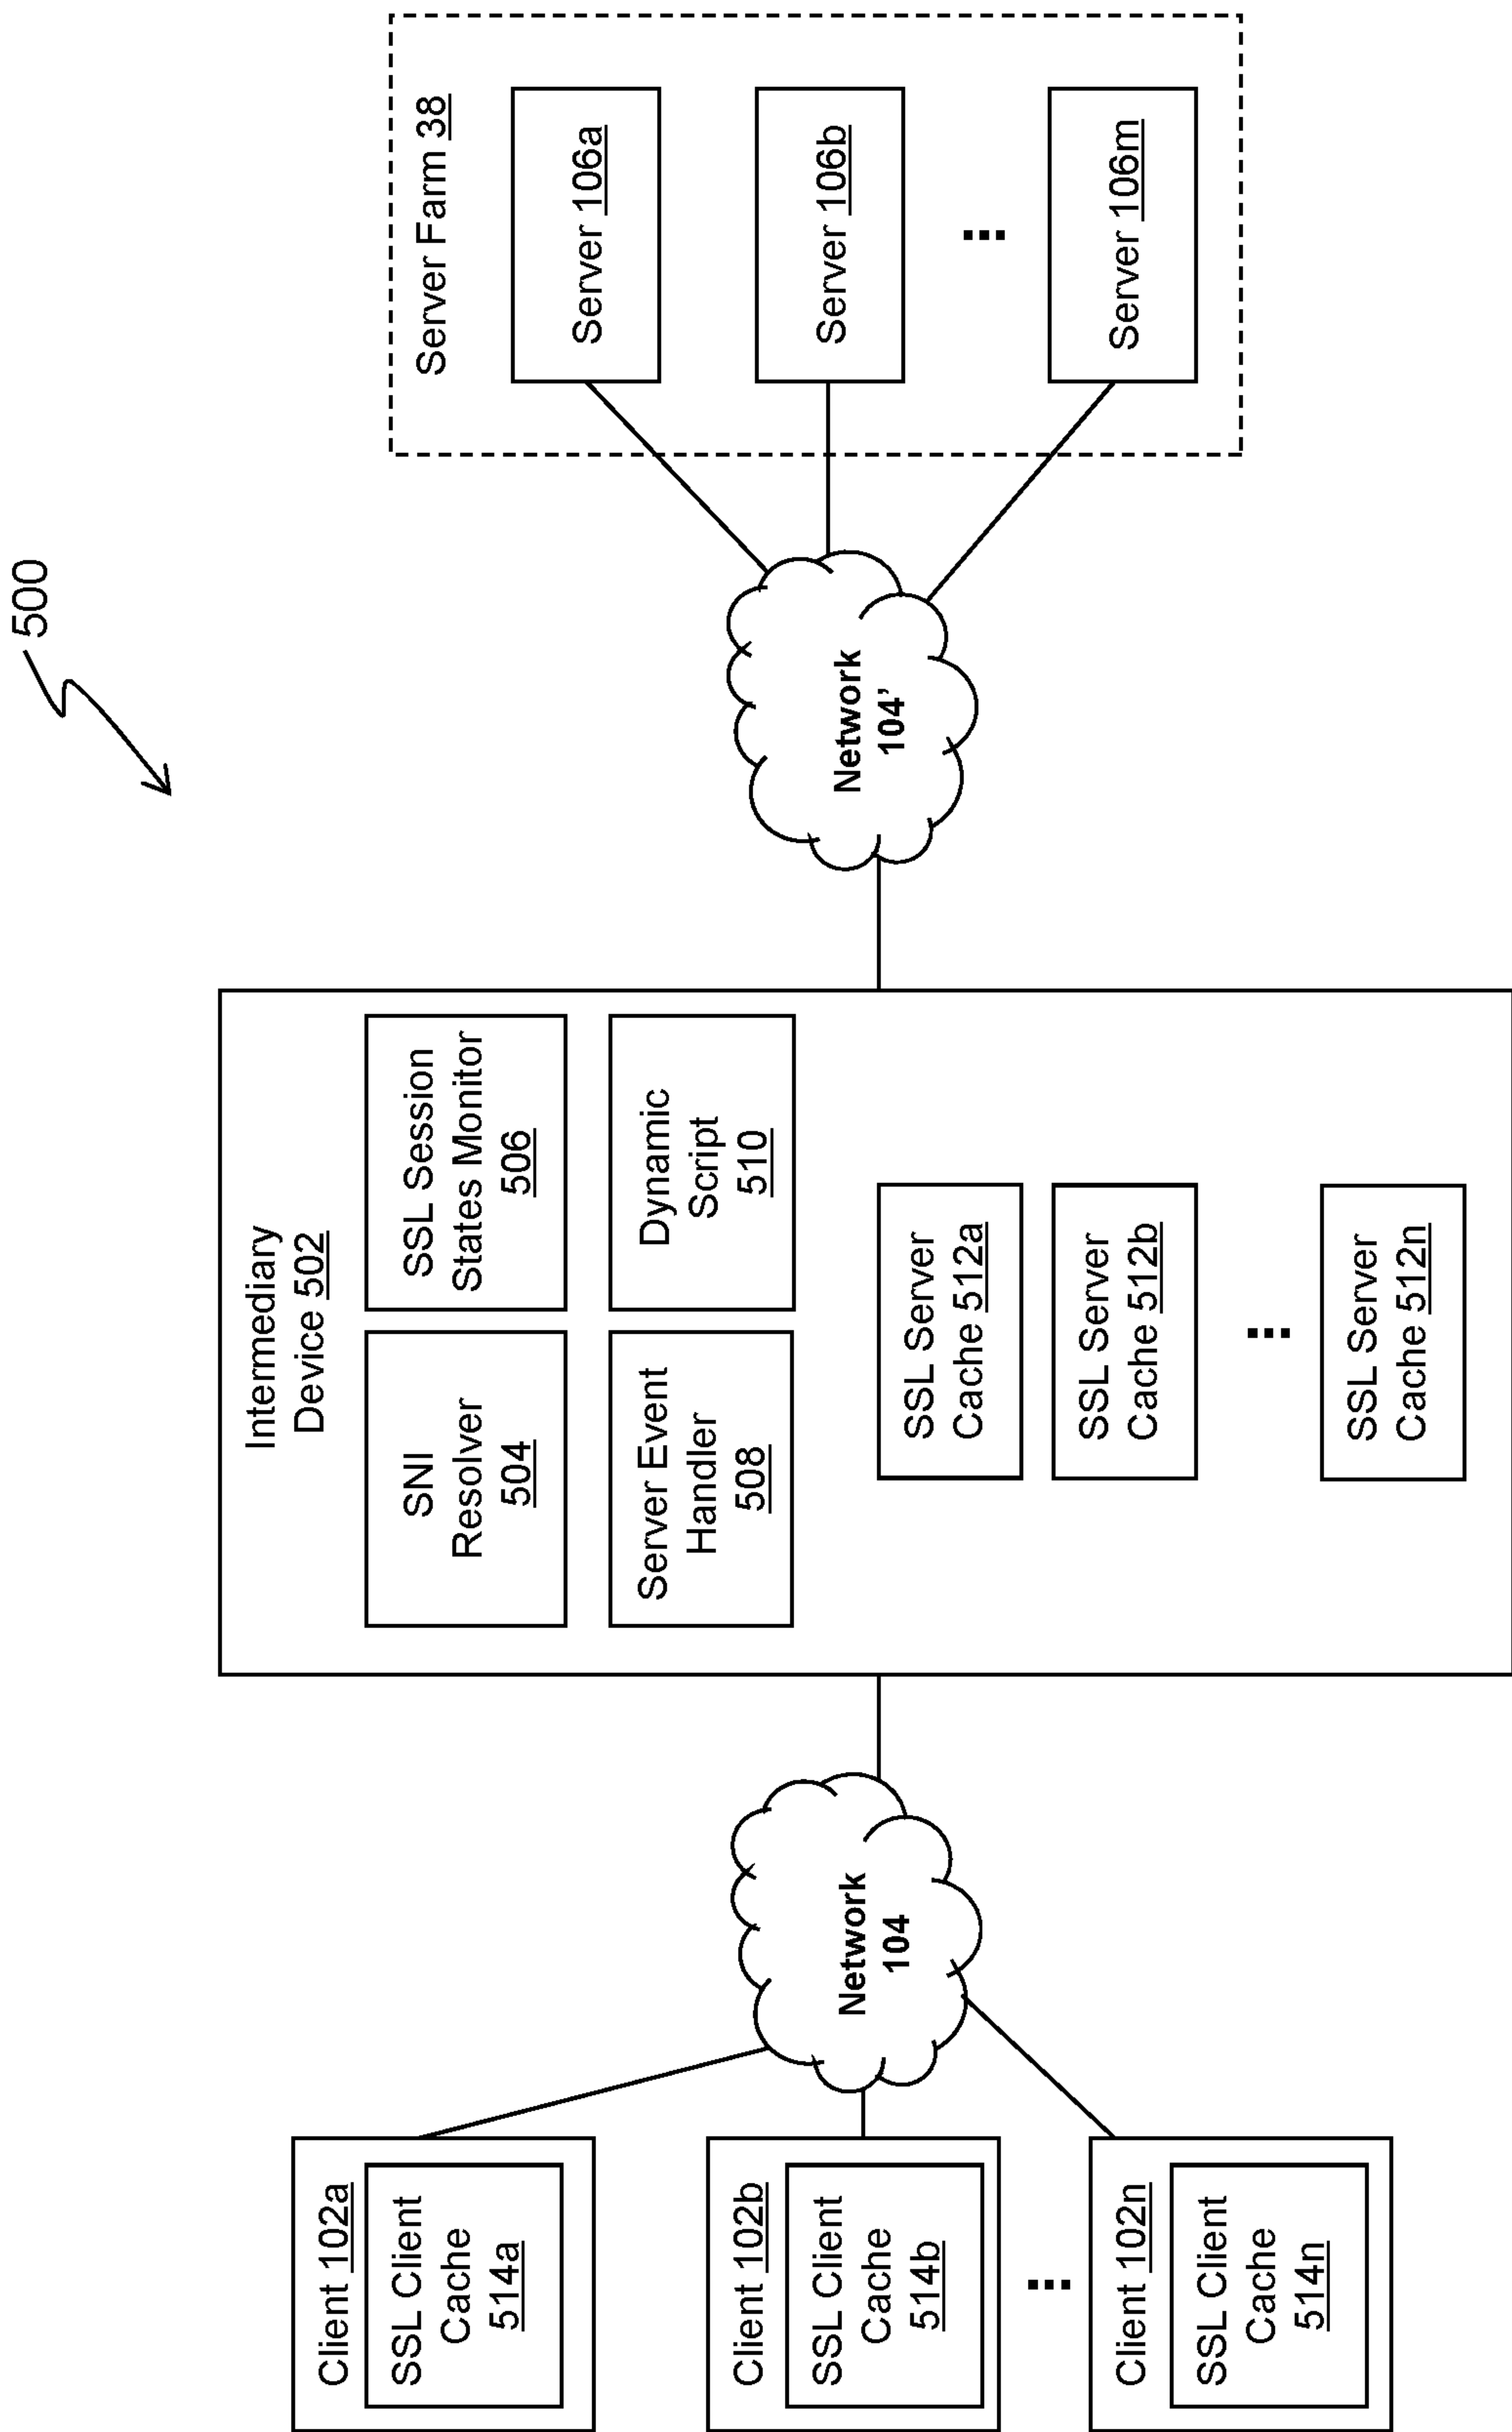 500
Client 102a
SSL Client
Cache
514a
Client 102b
SSL Client
Cache
514b
Client 102n
SSL Client
Cache
514n
Network
104
Intermediary
Device 502
SNI
Resolver
504
SSL Session
States Monitor
506
Server Event
Handler
508
Dynamic
Script
510
SSL Server
Cache 512a
SSL Server
Cache 512b
SSL Server
Cache 512n
Network
104’
Server Farm 38
Server 106a
Server 106b
Server 106m